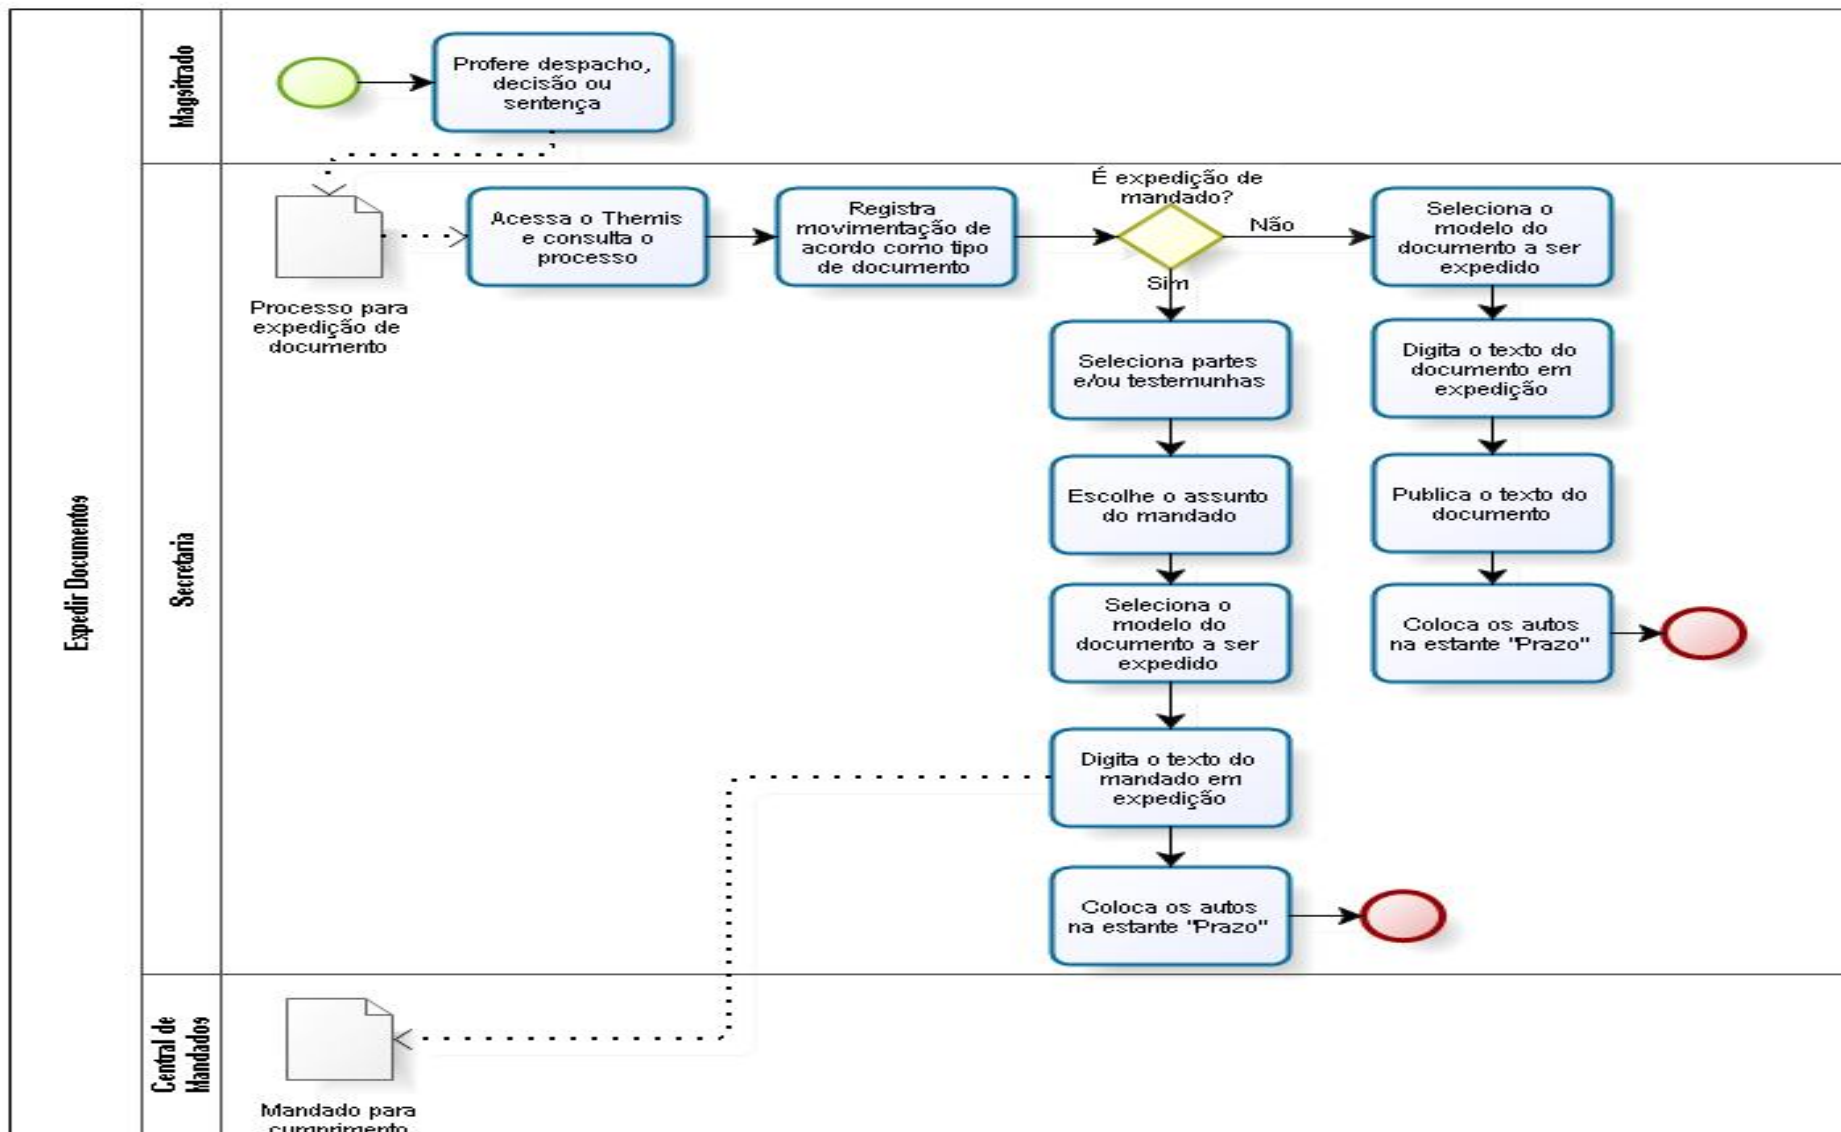 Expedir Documentos
Magistrado
Profere despacho,
decisão ou
sentença
Secretaria
Processo para
expedição de
documento
Acessa o Themis
e consulta o
processo
Registra
movimentação de
acordo como tipo
de documento
É expedição de
mandado?
Não
Sim
Seleciona o
modelo do
documento a ser
expedido
Digita o texto do
documento em
expedição
Publica o texto do
documento
Coloca os autos
na estante "Prazo"
Seleciona partes
e/ou testemunhas
Escolhe o assunto
do mandado
Seleciona o
modelo do
documento a ser
expedido
Digita o texto do
mandado em
expedição
Coloca os autos
na estante "Prazo"
Central de
Mandados
Mandado para
cumprimento